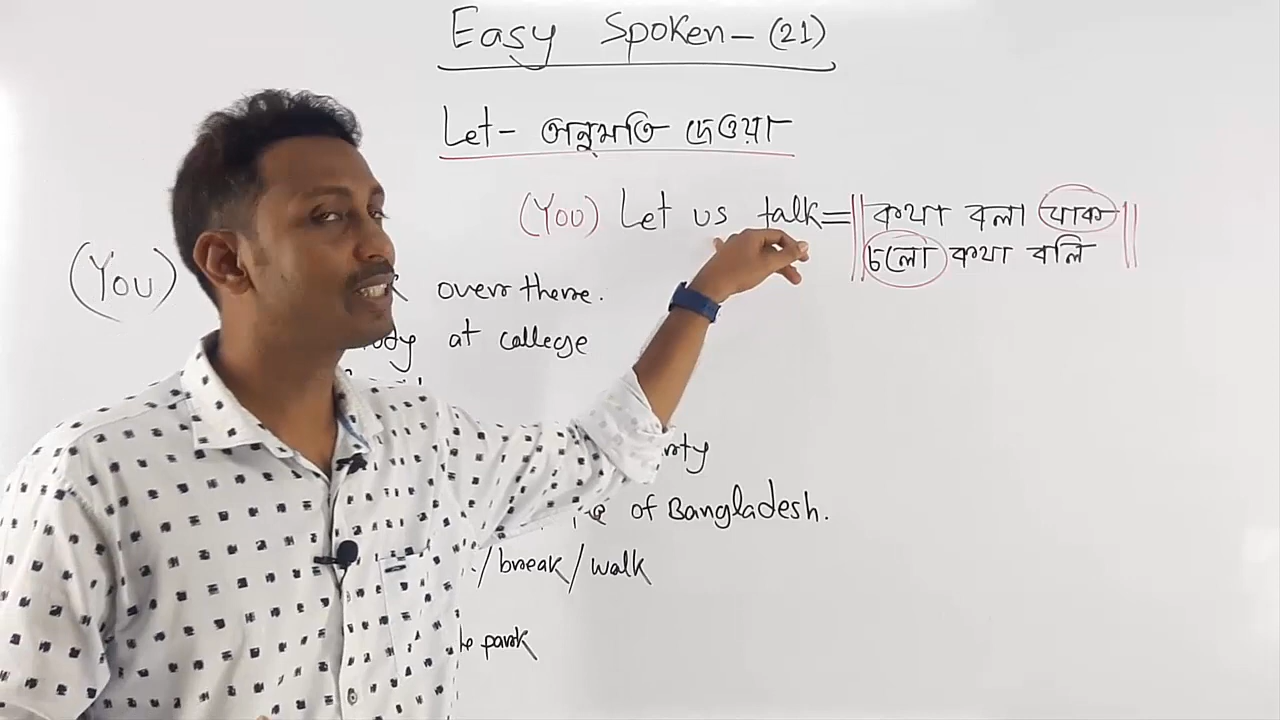 Easy Spoken - (21)
Let - অনুমতি দেওয়া
(You) Let us talk = কথা বলা যাক
চলো কথা বলি
(You)
over there.
at college
of Bangladesh.
/break/walk
park